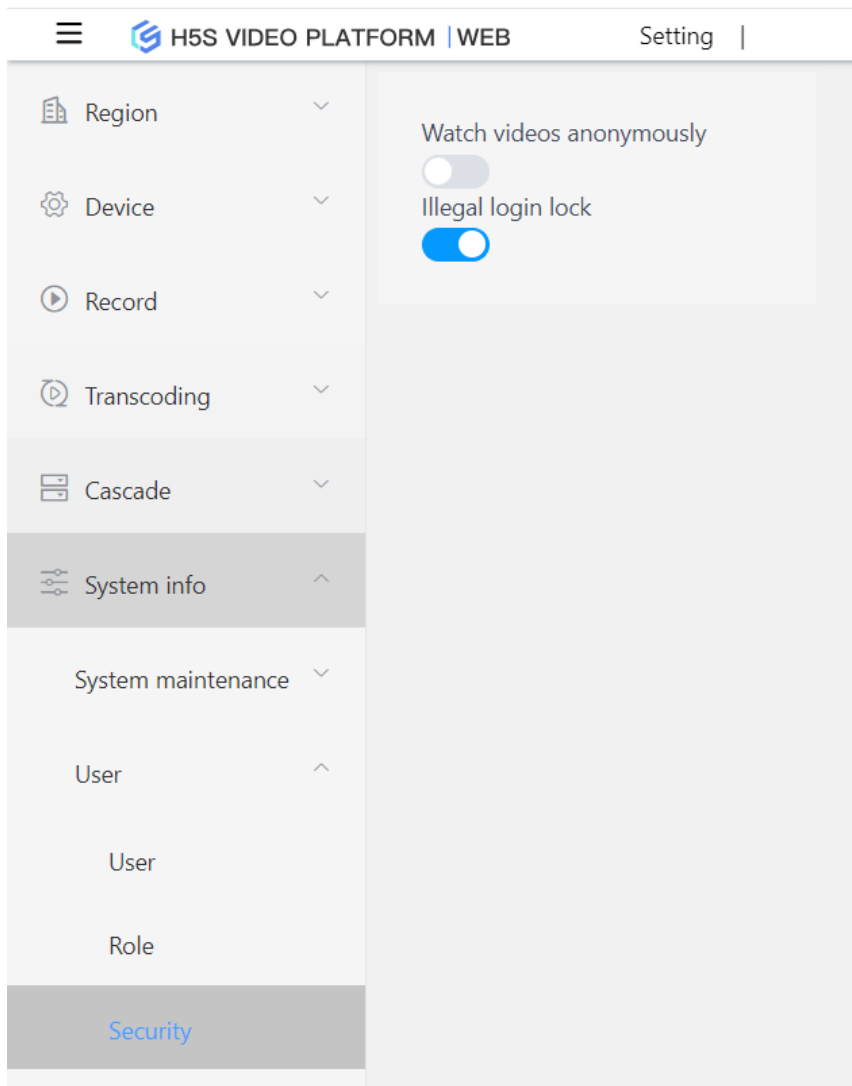 H5S VIDEO PLATFORM | WEB
Setting |
Region
Device
Record
Transcoding
Cascade
System info
System maintenance
User
User
Role
Security
Watch videos anonymously
Illegal login lock